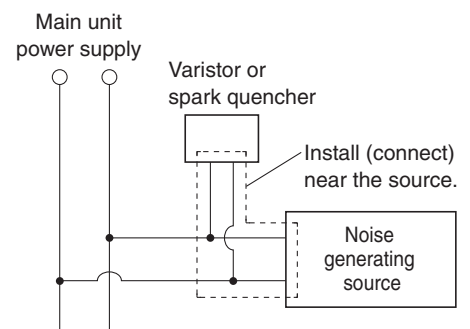 Main unit
power supply
Varistor or
spark quencher
Install (connect)
near the source.
Noise
generating
source